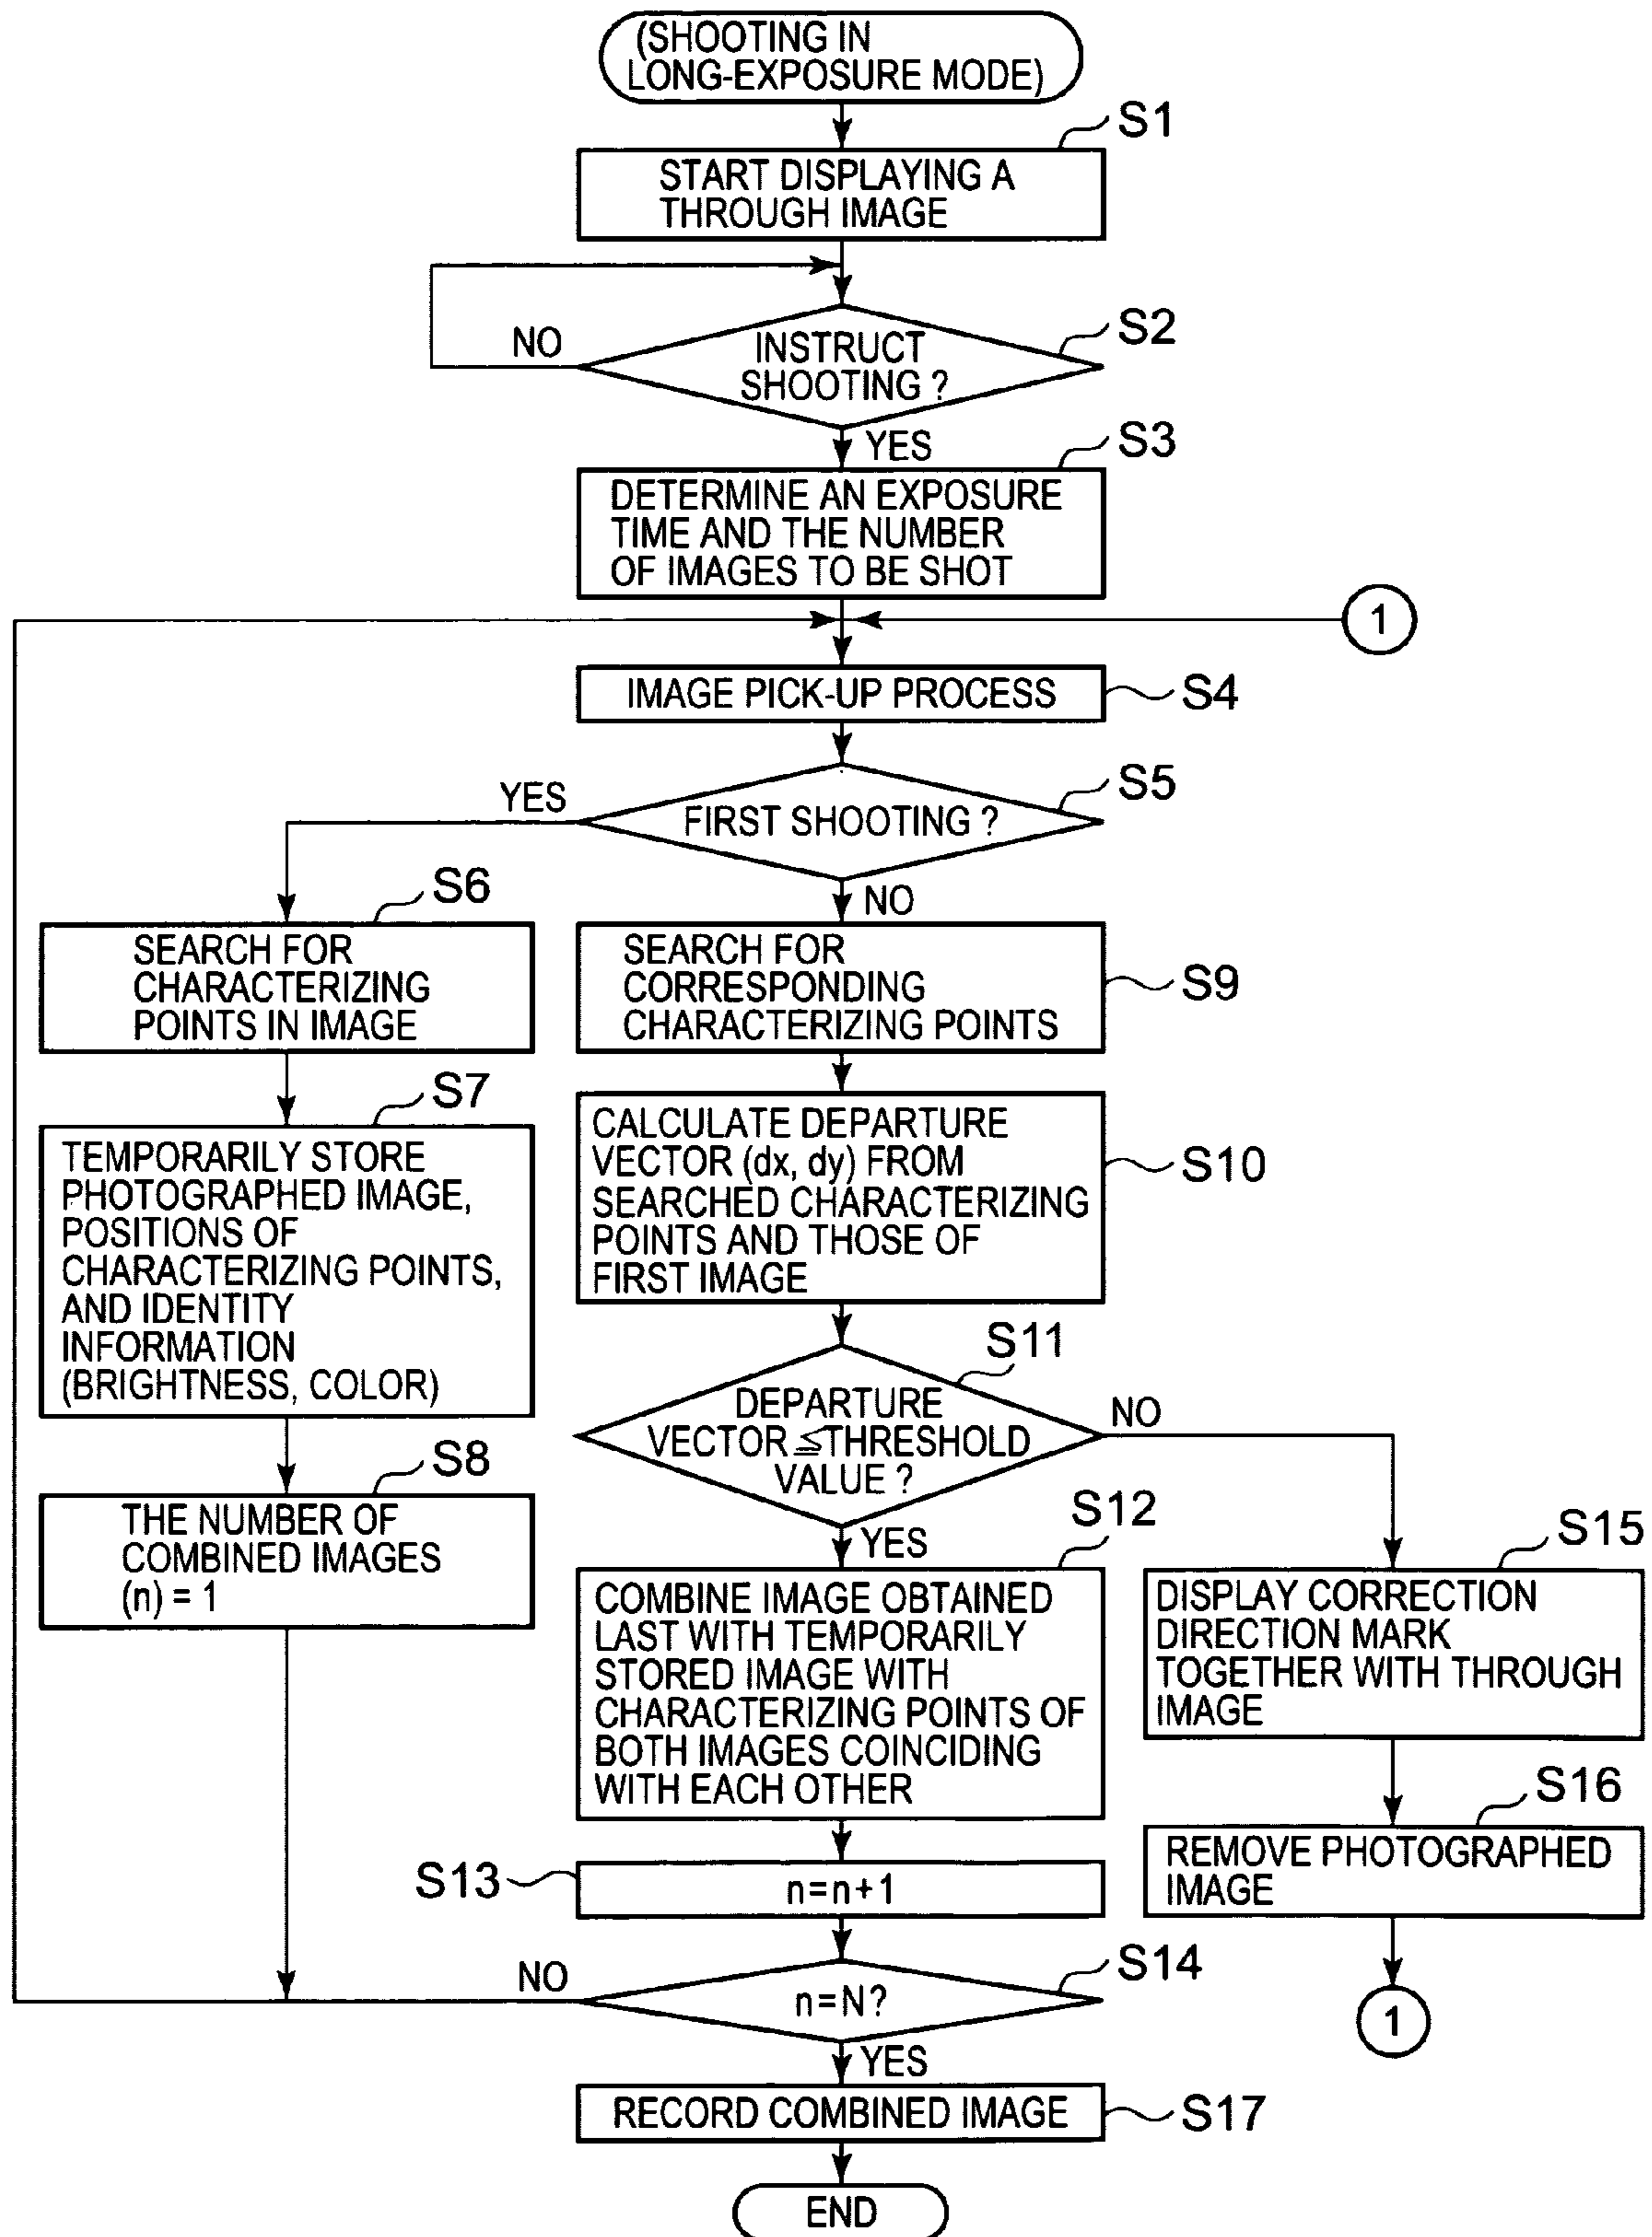 (SHOOTING IN
LONG-EXPOSURE MODE)
S1
START DISPLAYING A
THROUGH IMAGE
S2
NO
INSTRUCT
SHOOTING ?
YES
S3
DETERMINE AN EXPOSURE
TIME AND THE NUMBER
OF IMAGES TO BE SHOT
1
IMAGE PICK-UP PROCESS
S4
S5
YES
FIRST SHOOTING ?
NO
S6
SEARCH FOR
CHARACTERIZING
POINTS IN IMAGE
S7
TEMPORARILY STORE
PHOTOGRAPHED IMAGE,
POSITIONS OF
CHARACTERIZING POINTS,
AND IDENTITY
INFORMATION
(BRIGHTNESS, COLOR)
S8
THE NUMBER OF
COMBINED IMAGES
(n) = 1
SEARCH FOR
CORRESPONDING
CHARACTERIZING POINTS
S9
CALCULATE DEPARTURE
VECTOR (dx, dy) FROM
SEARCHED CHARACTERIZING
POINTS AND THOSE OF
FIRST IMAGE
S10
S11
DEPARTURE
VECTOR ≦THRESHOLD
VALUE ?
NO
YES
S12
COMBINE IMAGE OBTAINED
LAST WITH TEMPORARILY
STORED IMAGE WITH
CHARACTERIZING POINTS OF
BOTH IMAGES COINCIDING
WITH EACH OTHER
S15
DISPLAY CORRECTION
DIRECTION MARK
TOGETHER WITH THROUGH
IMAGE
S16
REMOVE PHOTOGRAPHED
IMAGE
1
S13
n=n+1
S14
NO
n=N?
YES
RECORD COMBINED IMAGE
S17
END